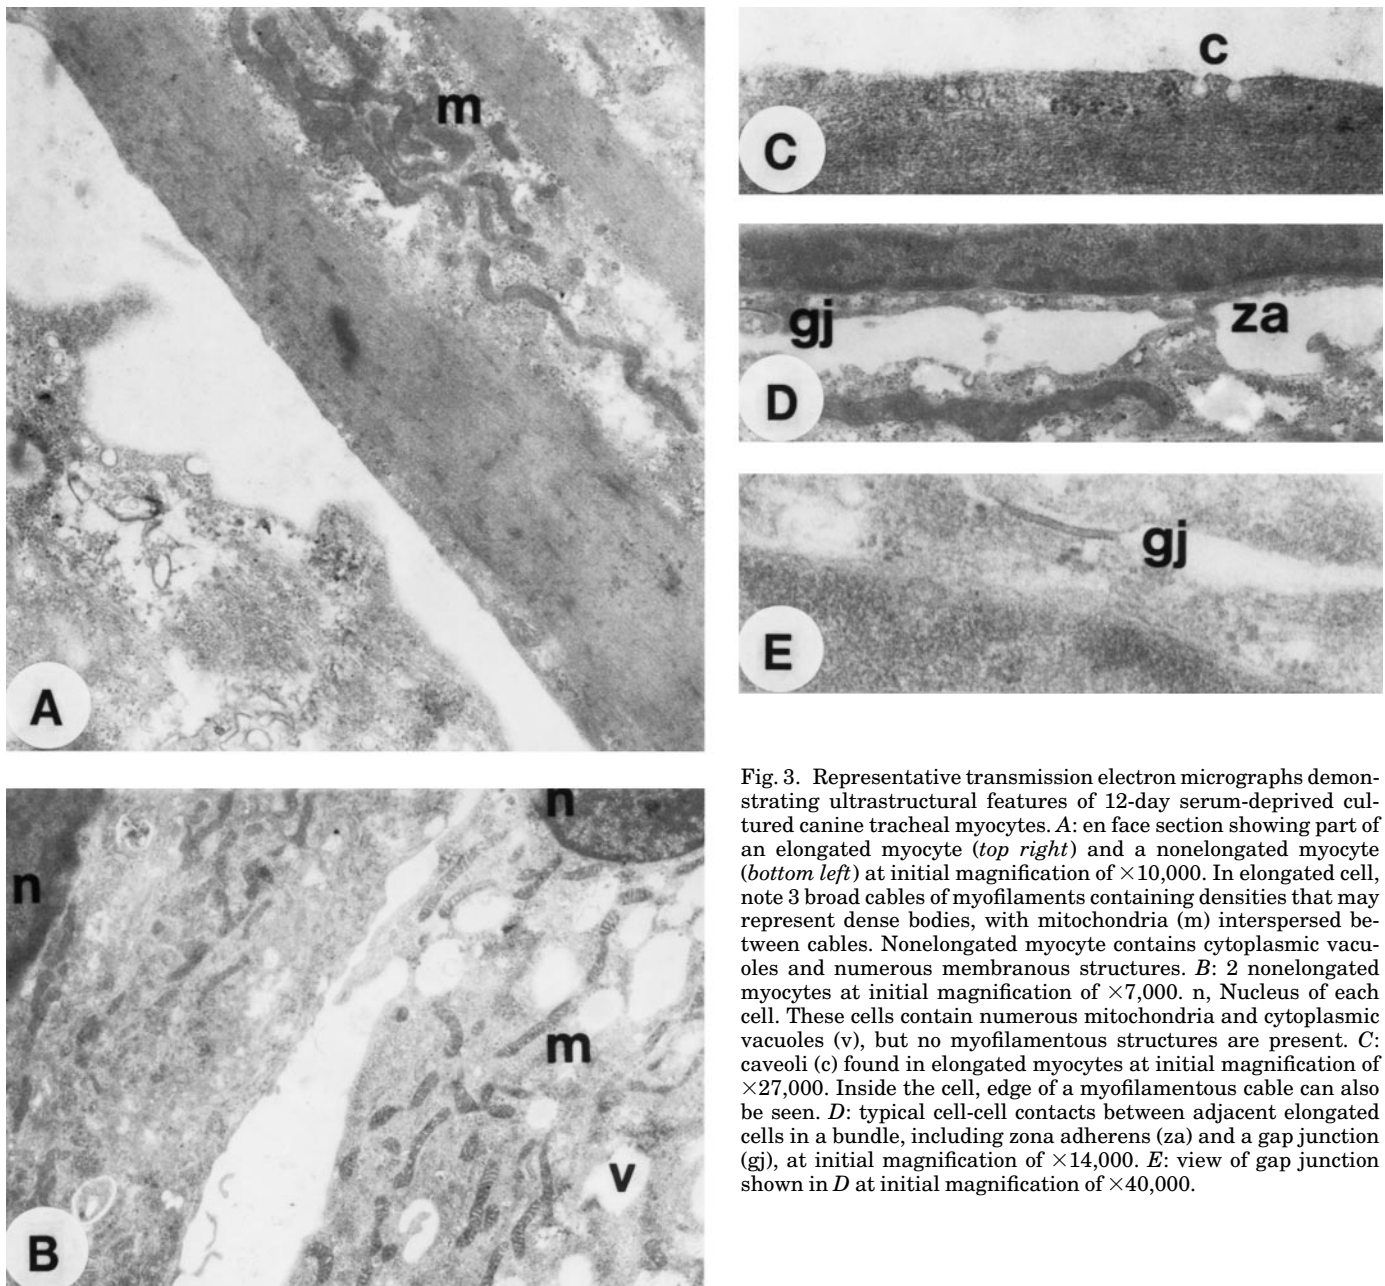 m
A
c
C
gj
za
D
gj
E
n
n
m
v
B
Fig. 3. Representative transmission electron micrographs demon-
strating ultrastructural features of 12-day serum-deprived cul-
tured canine tracheal myocytes. A: en face section showing part of
an elongated myocyte (top right) and a nonelongated myocyte
(bottom left) at initial magnification of ×10,000. In elongated cell,
note 3 broad cables of myofilaments containing densities that may
represent dense bodies, with mitochondria (m) interspersed be-
tween cables. Nonelongated myocyte contains cytoplasmic vacu-
oles and numerous membranous structures. B: 2 nonelongated
myocytes at initial magnification of ×7,000. n, Nucleus of each
cell. These cells contain numerous mitochondria and cytoplasmic
vacuoles (v), but no myofilamentous structures are present. C:
caveoli (c) found in elongated myocytes at initial magnification of
×27,000. Inside the cell, edge of a myofilamentous cable can also
be seen. D: typical cell-cell contacts between adjacent elongated
cells in a bundle, including zona adherens (za) and a gap junction
(gj), at initial magnification of ×14,000. E: view of gap junction
shown in D at initial magnification of ×40,000.